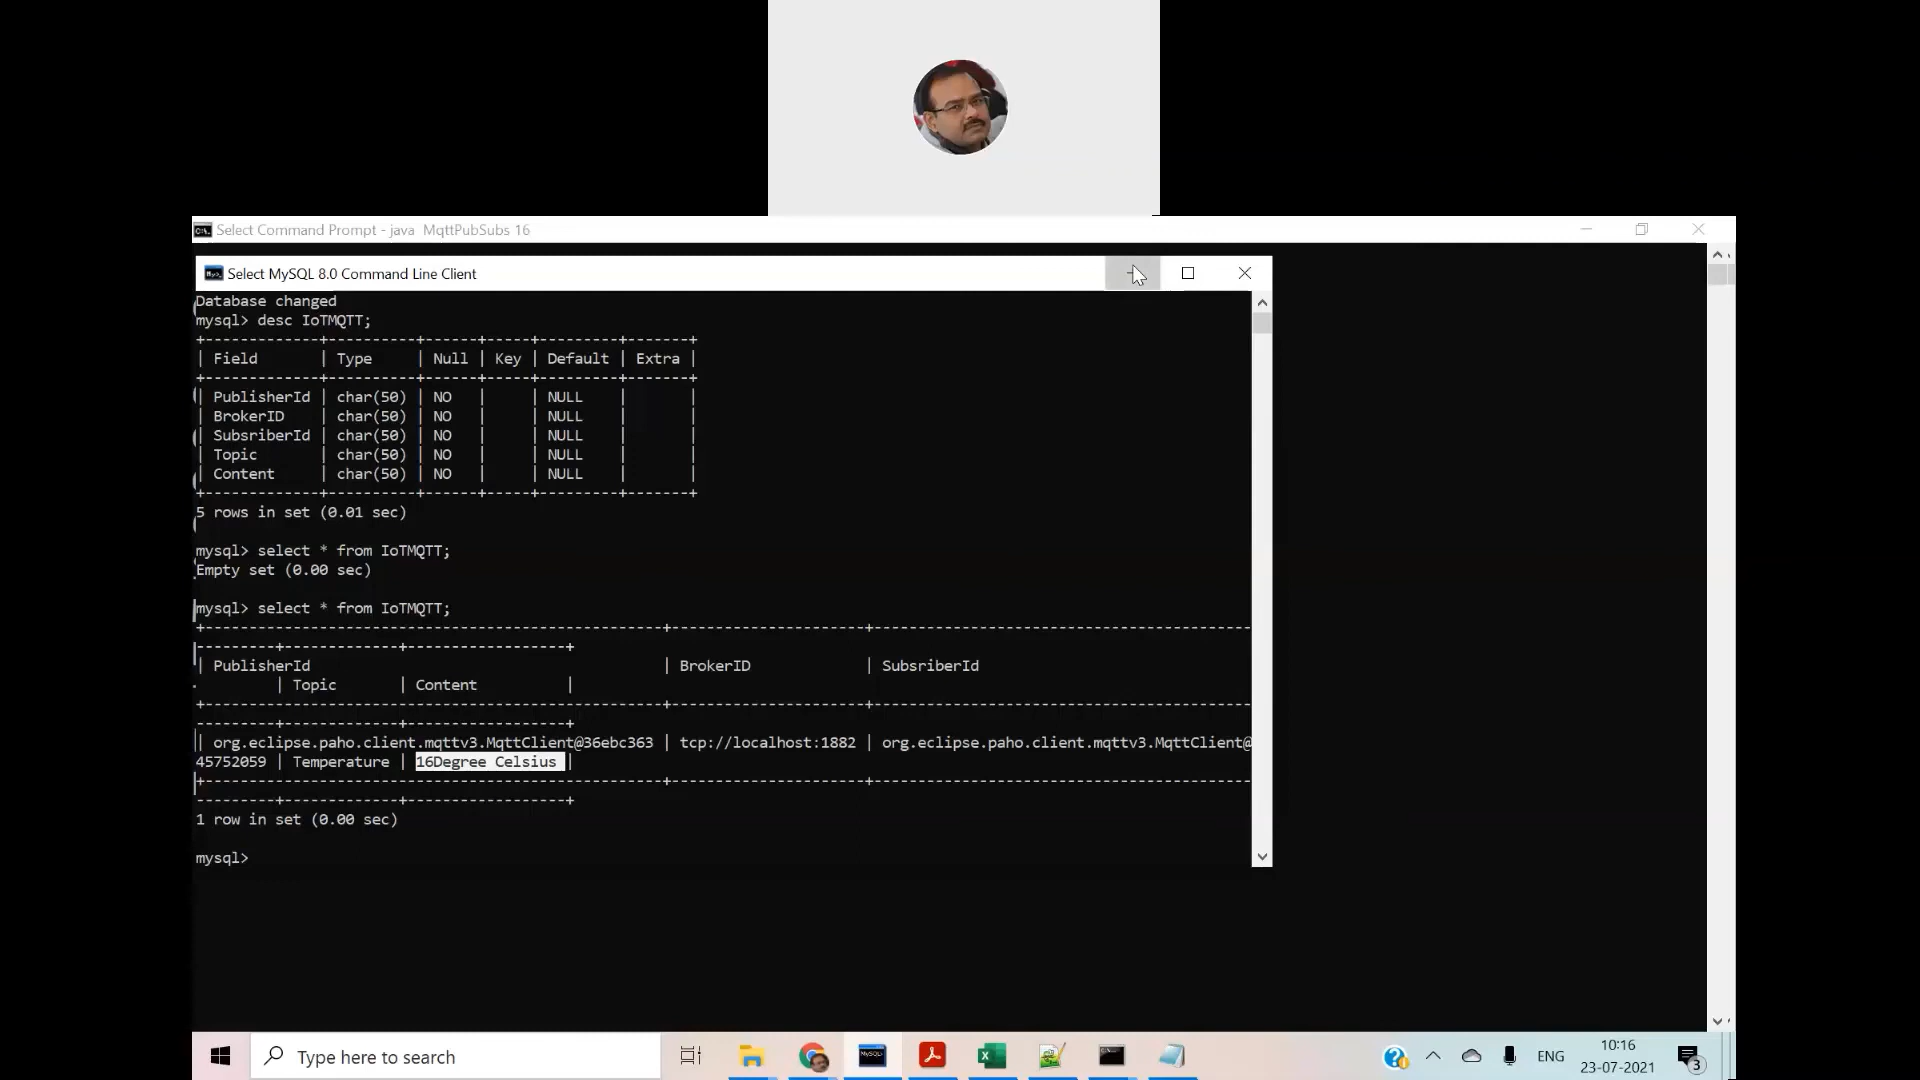 Select Command Prompt - java  MqttPubSubs 16
Select MySQL 8.0 Command Line Client
Database changed
mysql> desc IoTMQTT;
+-------------+----------+------+-----+---------+-------+
| Field       | Type     | Null | Key | Default | Extra |
+-------------+----------+------+-----+---------+-------+
| PublisherId | char(50) | NO   |     | NULL    |       |
| BrokerID    | char(50) | NO   |     | NULL    |       |
| SubsriberId | char(50) | NO   |     | NULL    |       |
| Topic       | char(50) | NO   |     | NULL    |       |
| Content     | char(50) | NO   |     | NULL    |       |
+-------------+----------+------+-----+---------+-------+
5 rows in set (0.01 sec)
mysql> select * from IoTMQTT;
Empty set (0.00 sec)
mysql> select * from IoTMQTT;
+----------------------------------------------------+----------------------+-------------------------------------------
---------+-------------+------------------+
| PublisherId                                        | BrokerID             | SubsriberId
         | Topic       | Content          |
+----------------------------------------------------+----------------------+-------------------------------------------
---------+-------------+------------------+
| org.eclipse.paho.client.mqttv3.MqttClient@36ebc363 | tcp://localhost:1882 | org.eclipse.paho.client.mqttv3.MqttClient@
45752059 | Temperature | 16Degree Celsius |
+----------------------------------------------------+----------------------+-------------------------------------------
---------+-------------+------------------+
1 row in set (0.00 sec)
mysql>
Type here to search
ENG
10:16
23-07-2021
3